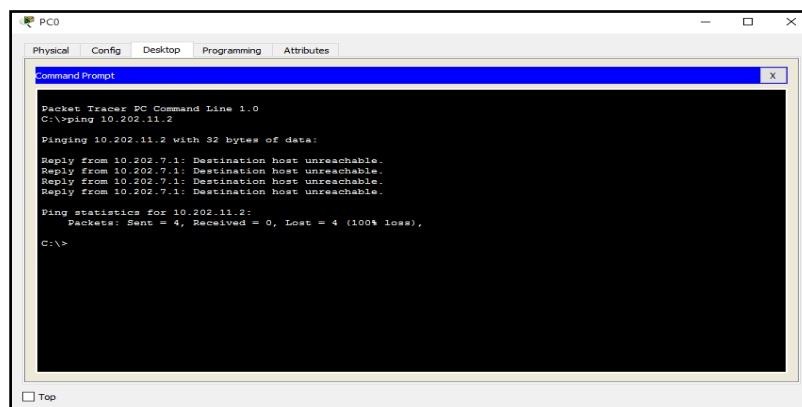 PC0
Physical Config Desktop Programming Attributes
Command Prompt X
Packet Tracer PC Command Line 1.0
C:\>ping 10.202.11.2
Pinging 10.202.11.2 with 32 bytes of data:
Reply from 10.202.7.1: Destination host unreachable.
Reply from 10.202.7.1: Destination host unreachable.
Reply from 10.202.7.1: Destination host unreachable.
Reply from 10.202.7.1: Destination host unreachable.
Ping statistics for 10.202.11.2:
    Packets: Sent = 4, Received = 0, Lost = 4 (100% loss),
C:\>
Top